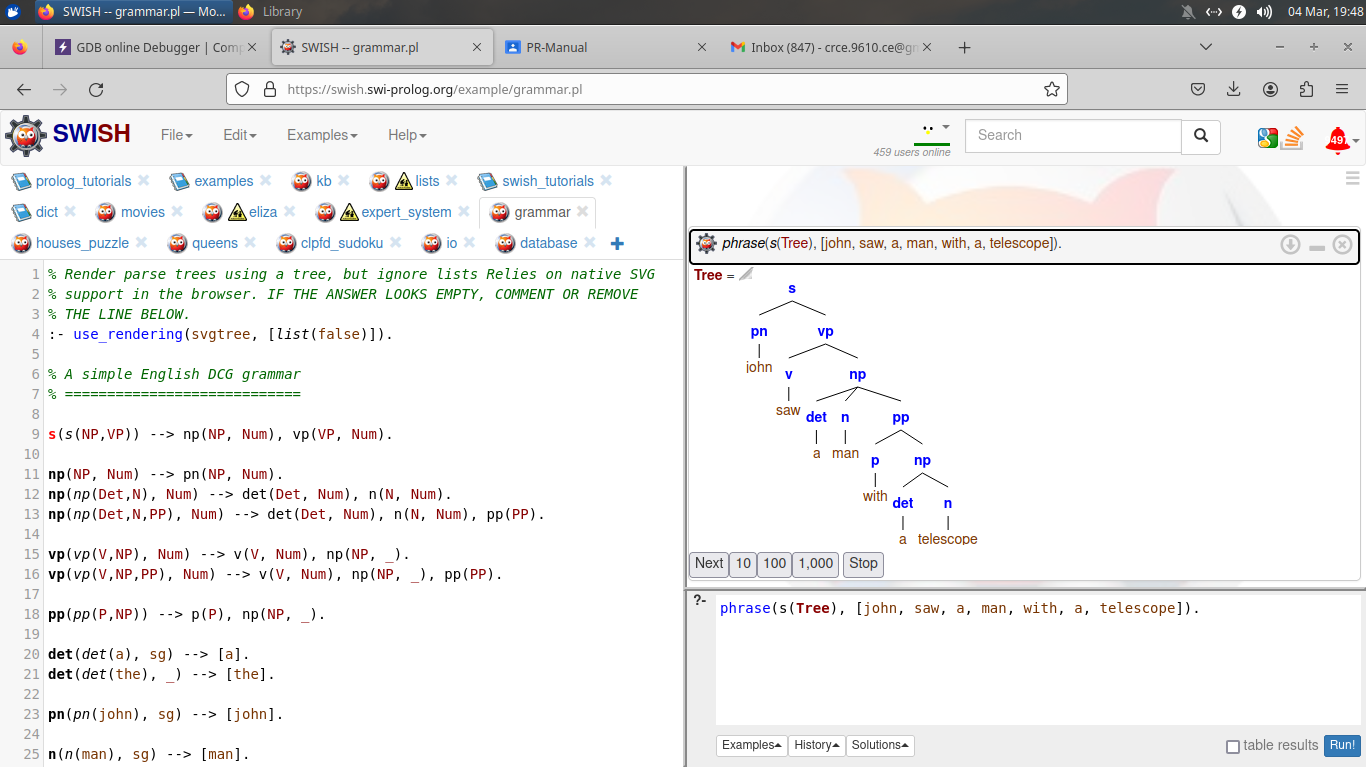 SWISH -- grammar.pl — Mo...
Library
04 Mar, 19:48
GDB online Debugger | Com
SWISH -- grammar.pl
PR-Manual
Inbox (847) - crce.9610.ce@gm
https://swish.swi-prolog.org/example/grammar.pl
SWISH
File
Edit
Examples
Help
459 users online
Search
49
prolog_tutorials
examples
kb
lists
swish_tutorials
dict
movies
eliza
expert_system
grammar
houses_puzzle
queens
clpfd_sudoku
io
database
1 % Render parse trees using a tree, but ignore lists Relies on native SVG
2 % support in the browser. IF THE ANSWER LOOKS EMPTY, COMMENT OR REMOVE
3 % THE LINE BELOW.
4 :- use_rendering(svgtree, [list(false)]).
5
6 % A simple English DCG grammar
7 % ============================
8
9 s(s(NP,VP)) --> np(NP, Num), vp(VP, Num).
10
11 np(NP, Num) --> pn(NP, Num).
12 np(np(Det,N), Num) --> det(Det, Num), n(N, Num).
13 np(np(Det,N,PP), Num) --> det(Det, Num), n(N, Num), pp(PP).
14
15 vp(vp(V,NP), Num) --> v(V, Num), np(NP, _).
16 vp(vp(V,NP,PP), Num) --> v(V, Num), np(NP, _), pp(PP).
17
18 pp(pp(P,NP)) --> p(P), np(NP, _).
19
20 det(det(a), sg) --> [a].
21 det(det(the), _) --> [the].
22
23 pn(pn(john), sg) --> [john].
24
25 n(n(man), sg) --> [man].
phrase(s(Tree), [john, saw, a, man, with, a, telescope]).
Tree =
s
pn vp
john
v np
saw
det n pp
a man
p np
with
det n
a telescope
Next 10 100 1,000 Stop
?- phrase(s(Tree), [john, saw, a, man, with, a, telescope]).
Examples History Solutions
table results Run!